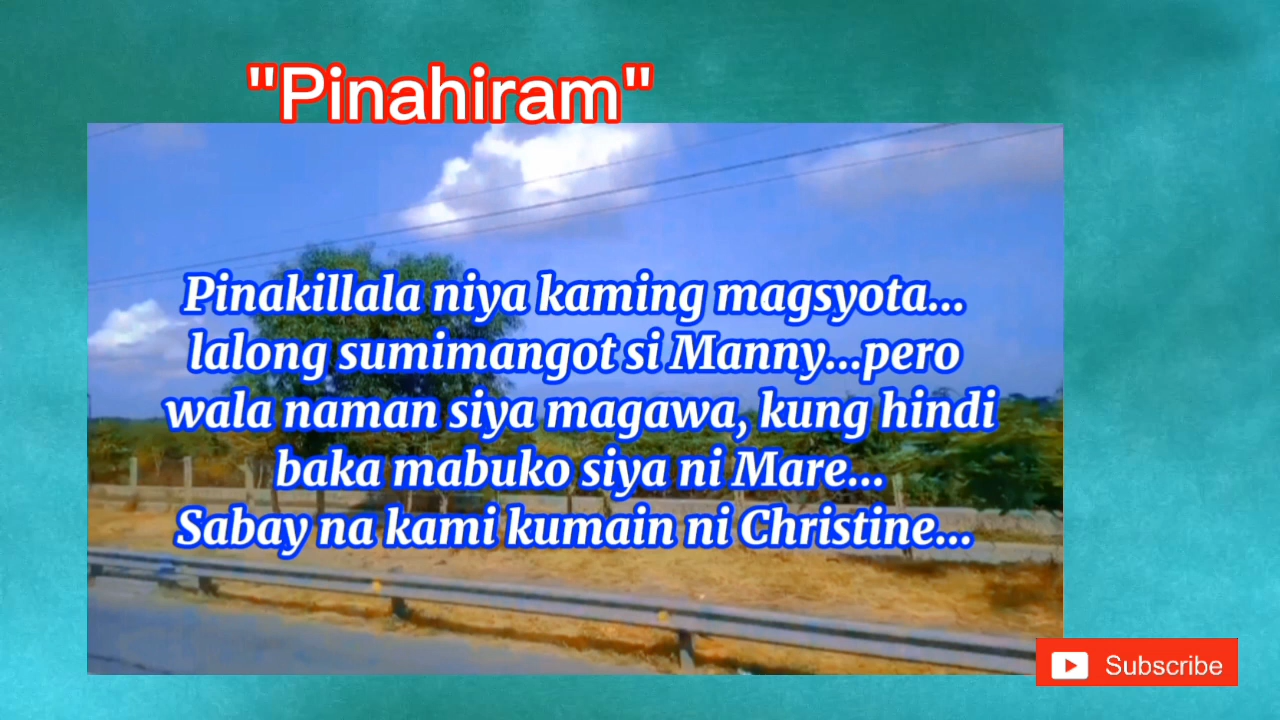 "Pinahiram"
Pinakillala niya kaming magsyota...
lalong sumimangot si Manny...pero
wala naman siya magawa, kung hindi
baka mabuko siya ni Mare...
Sabay na kami kumain ni Christine...
Subscribe